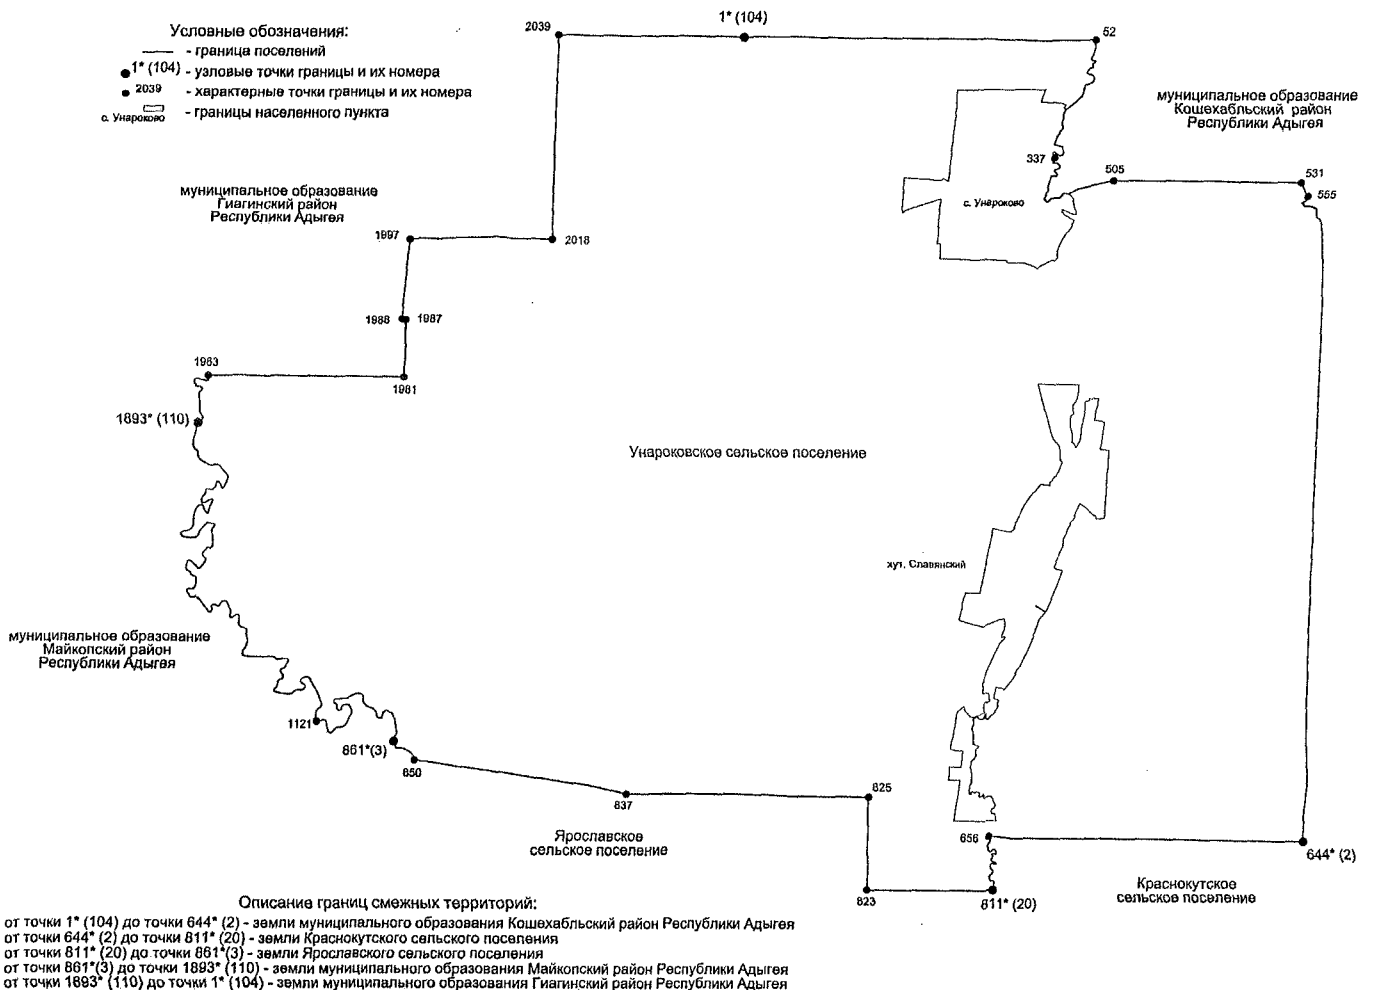 Условные обозначения:
- граница поселений
1* (104) - узловые точки границы и их номера
2039 - характерные точки границы и их номера
с. Унароково - границы населенного пункта
2039
1* (104)
52
муниципальное образование
Кошехабльский район
Республики Адыгея
337
505
531
555
с. Унароково
муниципальное образование
Гиагинский район
Республики Адыгея
1997
2018
1988
1987
1963
1981
1893* (110)
Унароковское сельское поселение
хут. Славянский
муниципальное образование
Майкопский район
Республики Адыгея
1121
861*(3)
850
837
825
656
644* (2)
Ярославское
сельское поселение
823
811* (20)
Краснокутское
сельское поселение
Описание границ смежных территорий:
от точки 1* (104) до точки 644* (2) - земли муниципального образования Кошехабльский район Республики Адыгея
от точки 644* (2) до точки 811* (20) - земли Краснокутского сельского поселения
от точки 811* (20) до точки 861*(3) - земли Ярославского сельского поселения
от точки 861*(3) до точки 1893* (110) - земли муниципального образования Майкопский район Республики Адыгея
от точки 1893* (110) до точки 1* (104) - земли муниципального образования Гиагинский район Республики Адыгея